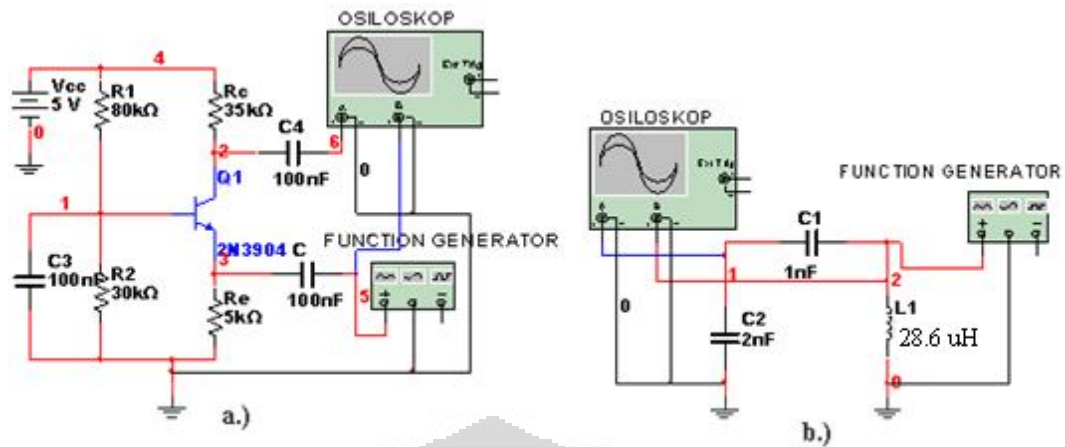 OSILOSKOP
4
Vcc
5 V
R1
80kΩ
Rc
35kΩ
0
2
C4
100nF
6
0
Q1
1
2N3904
3
C3
100nF
R2
30kΩ
Re
5kΩ
C
100nF
FUNCTION GENERATOR
5
a.)
OSILOSKOP
FUNCTION GENERATOR
C1
1nF
1
2
0
C2
2nF
L1
28.6 uH
0
b.)